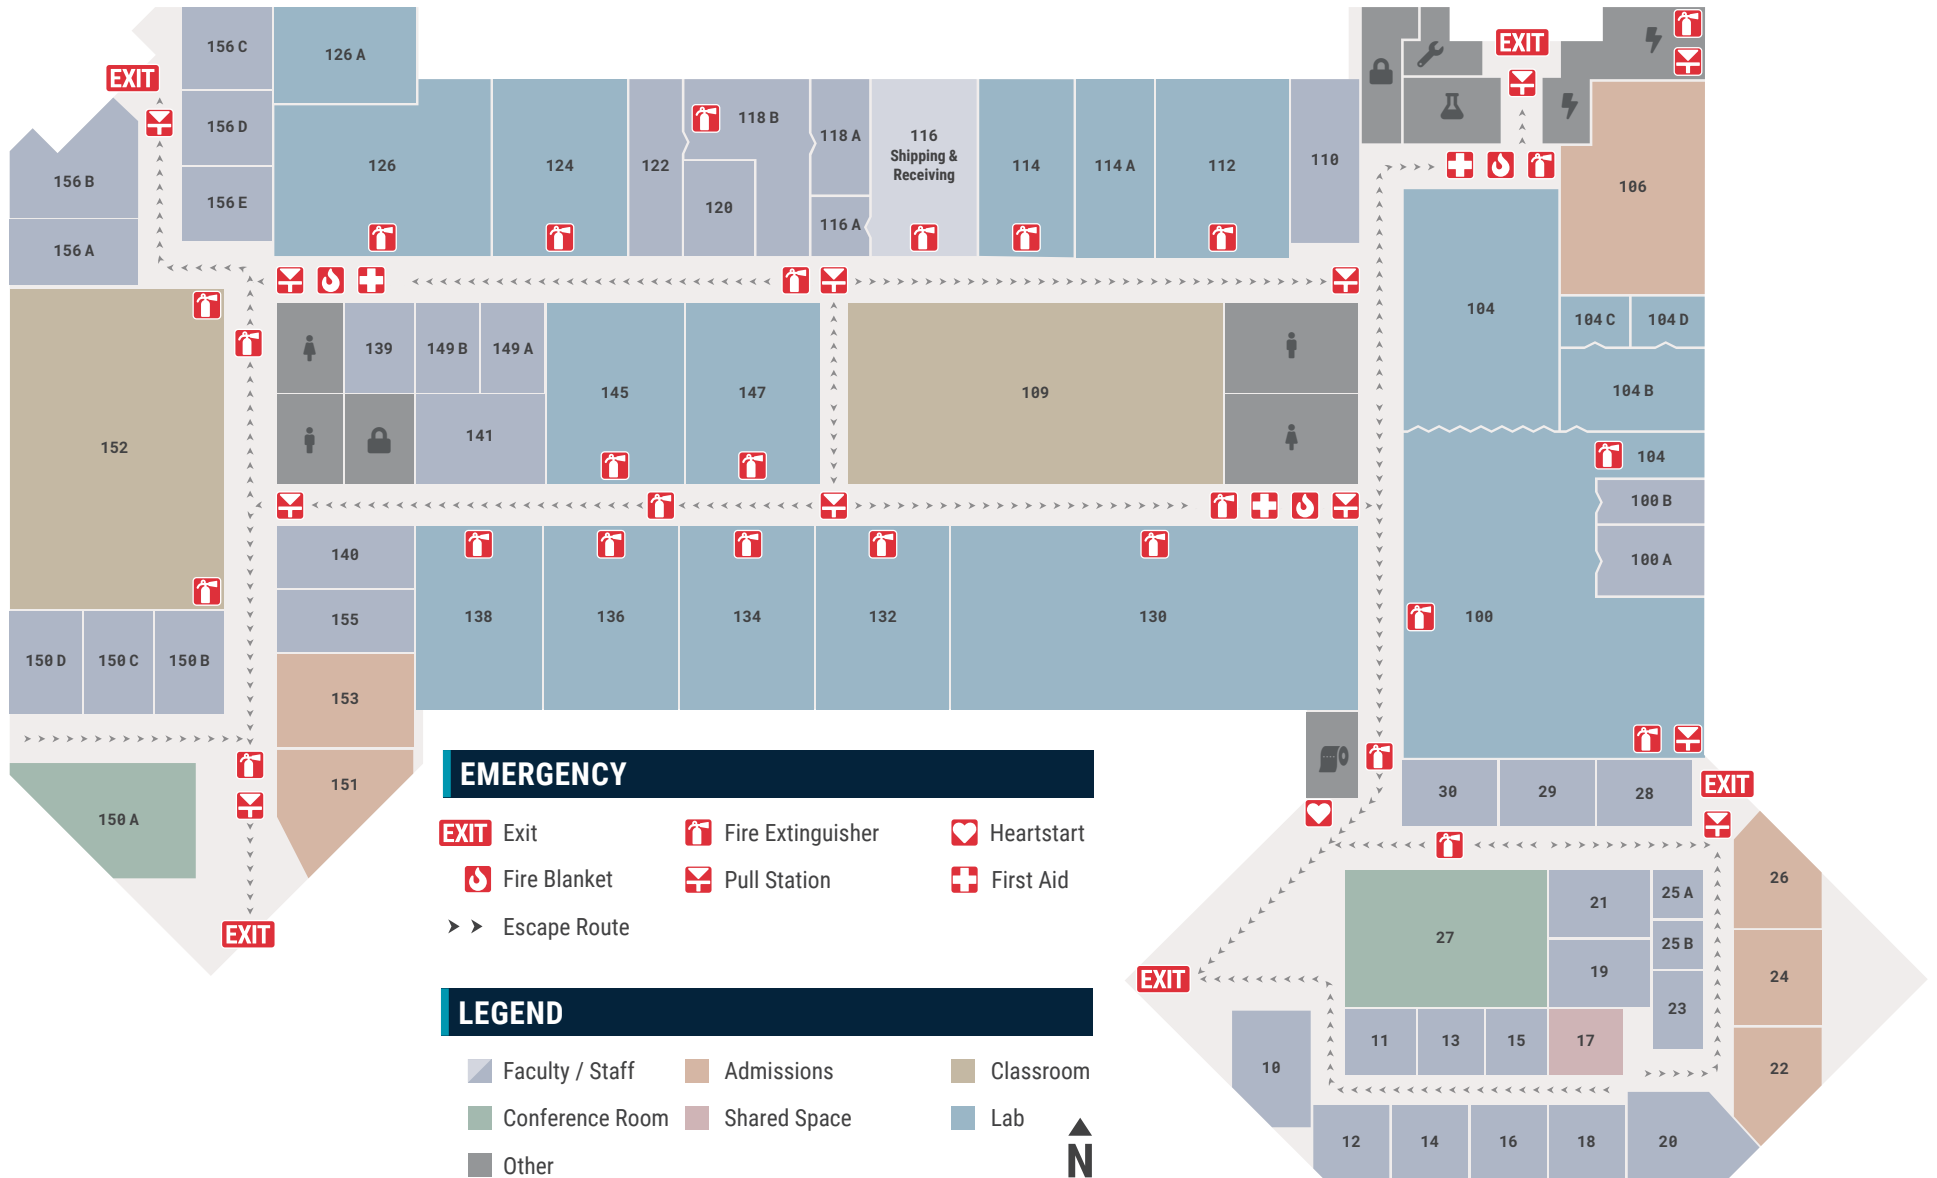 156 C
126 A
EXIT
EXIT
156 D
118 B
118 A
116
Shipping &
Receiving
126
124
122
114
114 A
112
110
156 B
156 E
120
106
116 A
156 A
104
104 C
104 D
139
149 B
149 A
145
147
109
104 B
152
141
104
100 B
140
100 A
155
138
136
134
132
130
100
150 D
150 C
150 B
153
151
150 A
EXIT
30
29
28
EXIT
EMERGENCY
EXIT Exit
Fire Extinguisher
Heartstart
Fire Blanket
Pull Station
First Aid
Escape Route
26
21
25 A
27
25 B
19
24
EXIT
23
11
13
15
17
10
22
12
14
16
18
20
LEGEND
Faculty / Staff
Admissions
Classroom
Conference Room
Shared Space
Lab
Other
N